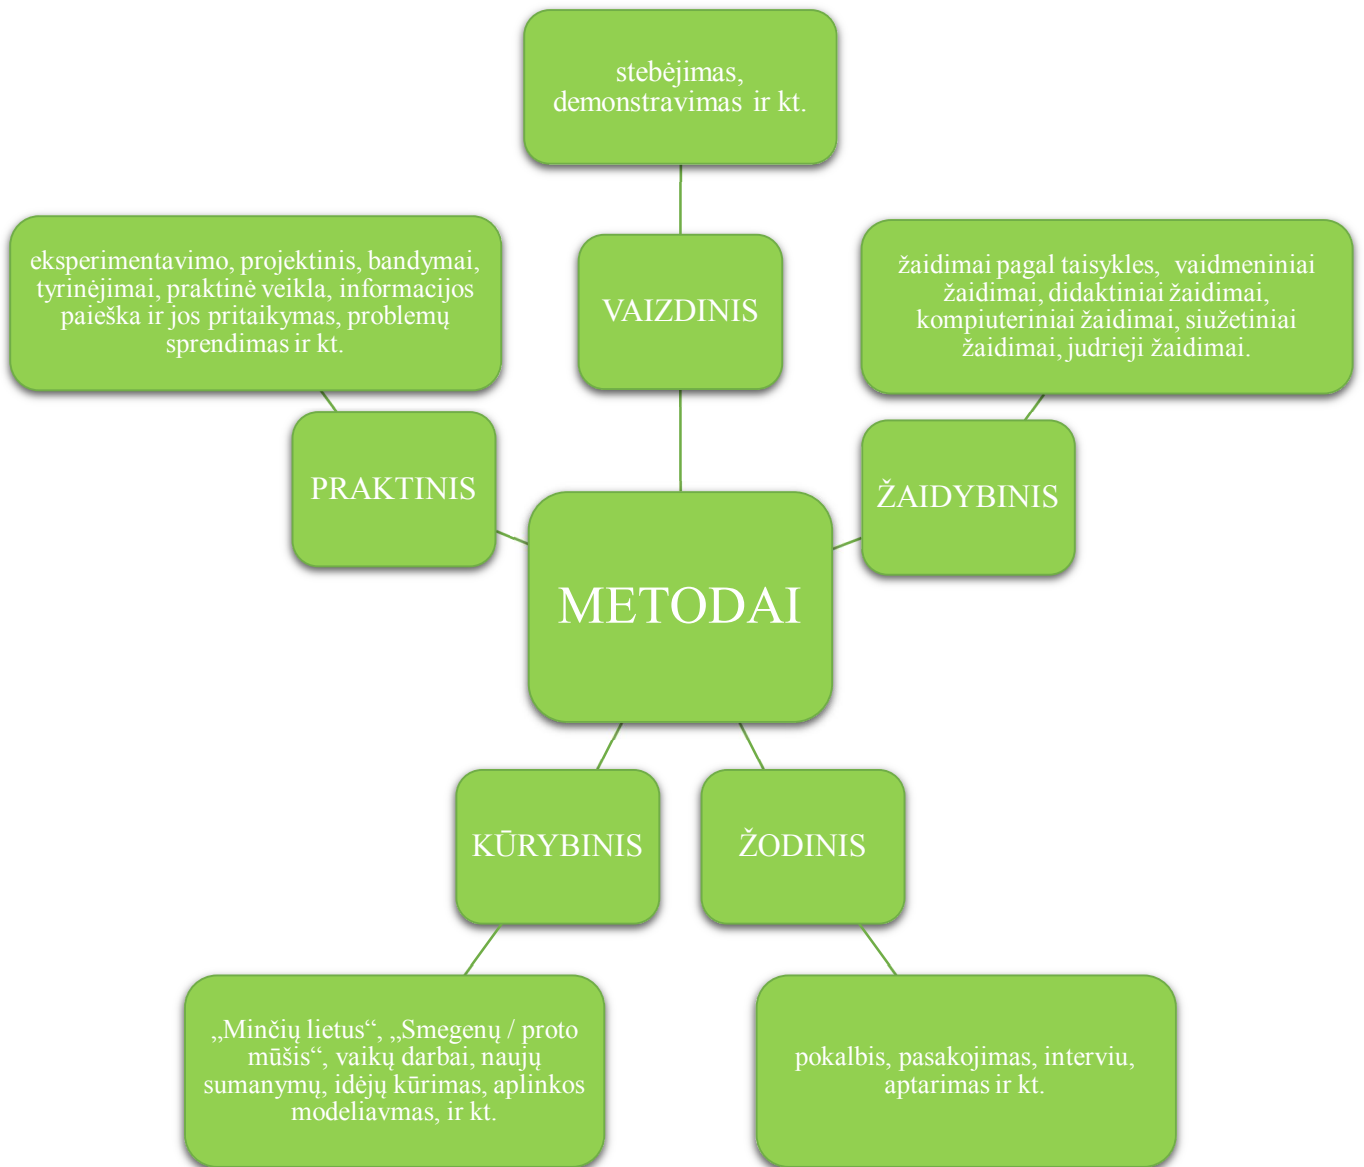 stebėjimas,
demonstravimas ir kt.
eksperimentavimo, projektinis, bandymai,
tyrinėjimai, praktinė veikla, informacijos
paieška ir jos pritaikymas, problemų
sprendimas ir kt.
VAIZDINIS
žaidimai pagal taisykles, vaidmeniniai
žaidimai, didaktiniai žaidimai,
kompiuteriniai žaidimai, siužetiniai
žaidimai, judrieji žaidimai.
PRAKTINIS
ŽAIDYBINIS
METODAI
KŪRYBINIS
ŽODINIS
„Minčių lietus“, „Smegenų / proto
mūšis“, vaikų darbai, naujų
sumanymų, idėjų kūrimas, aplinkos
modeliavmas, ir kt.
pokalbis, pasakojimas, interviu,
aptarimas ir kt.